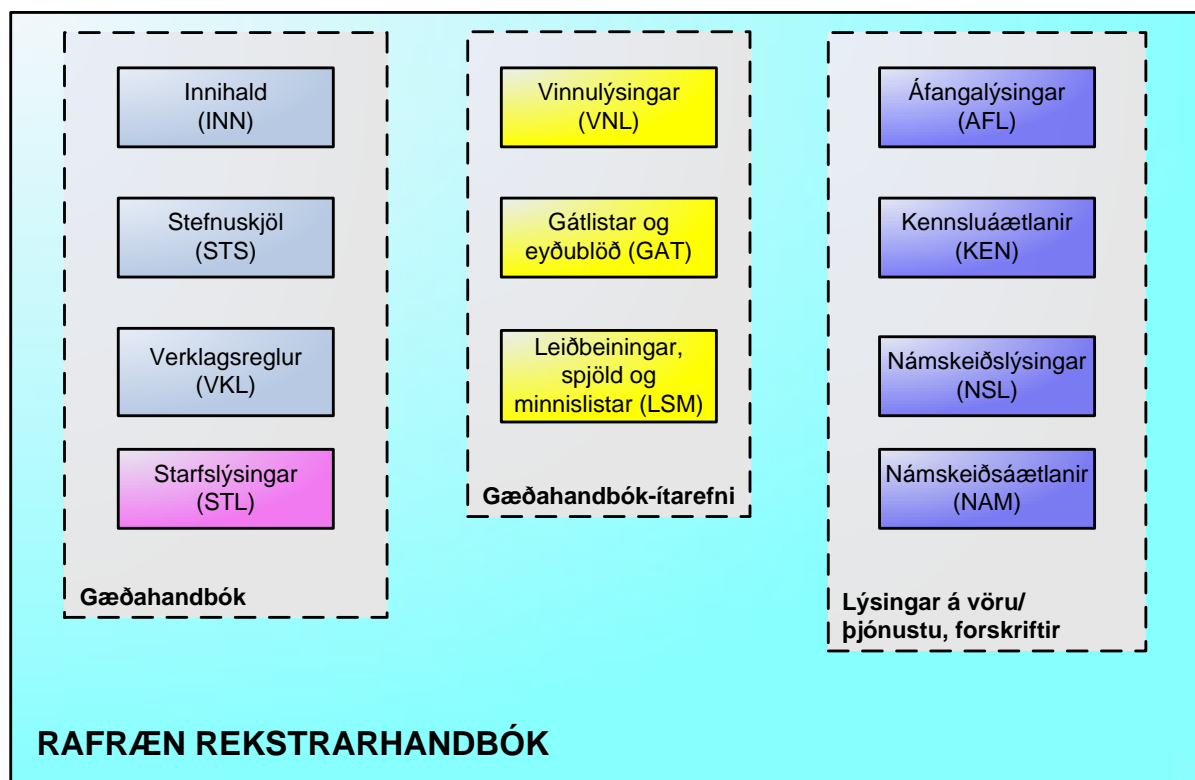 Innihald
(INN)
Stefnuskjöl
(STS)
Verklagsreglur
(VKL)
Starfslýsingar
(STL)
Gæðahandbók
Vinnulýsingar
(VNL)
Gátlistar og
eyðublöð (GAT)
Leiðbeiningar,
spjöld og
minnislistar (LSM)
Gæðahandbók-ítarefni
Áfangalýsingar
(AFL)
Kennsluáætlanir
(KEN)
Námskeiðslýsingar
(NSL)
Námskeiðsáætlanir
(NAM)
Lýsingar á vöru/
þjónustu, forskriftir
RAFRÆN REKSTRARHANDBÓK